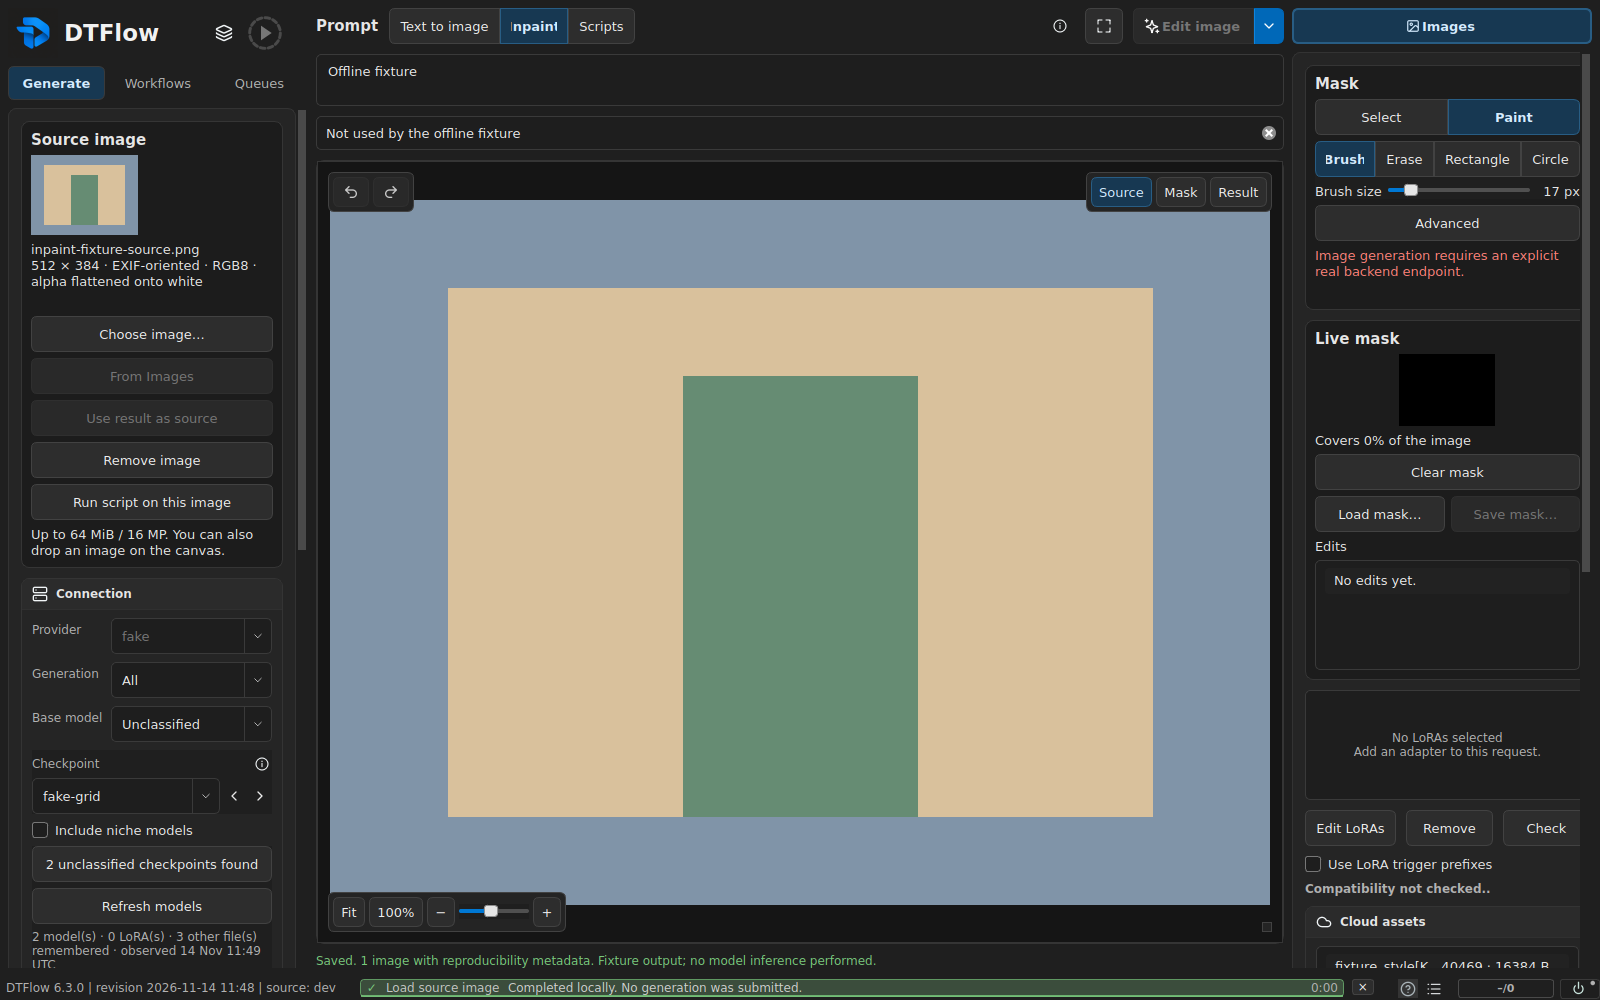 DTFlow
Prompt
Text to image
Inpaint
Scripts
Edit image
Images
Generate
Workflows
Queues
Offline fixture
Not used by the offline fixture
Source image
inpaint-fixture-source.png
512 × 384 · EXIF-oriented · RGB8 ·
alpha flattened onto white
Choose image...
From Images
Use result as source
Remove image
Run script on this image
Up to 64 MiB / 16 MP. You can also
drop an image on the canvas.
Connection
Provider
fake
Generation
All
Base model
Unclassified
Checkpoint
fake-grid
Include niche models
2 unclassified checkpoints found
Refresh models
2 model(s) · 0 LoRA(s) · 3 other file(s)
remembered · observed 14 Nov 11:49
UTC
Source
Mask
Result
Fit
100%
−
+
Saved. 1 image with reproducibility metadata. Fixture output; no model inference performed.
Mask
Select
Paint
Brush
Erase
Rectangle
Circle
Brush size
17 px
Advanced
Image generation requires an explicit
real backend endpoint.
Live mask
Covers 0% of the image
Clear mask
Load mask...
Save mask...
Edits
No edits yet.
No LoRAs selected
Add an adapter to this request.
Edit LoRAs
Remove
Check
Use LoRA trigger prefixes
Compatibility not checked..
Cloud assets
DTFlow 6.3.0 | revision 2026-11-14 11:48 | source: dev
✓ Load source image Completed locally. No generation was submitted.
0:00
–/0